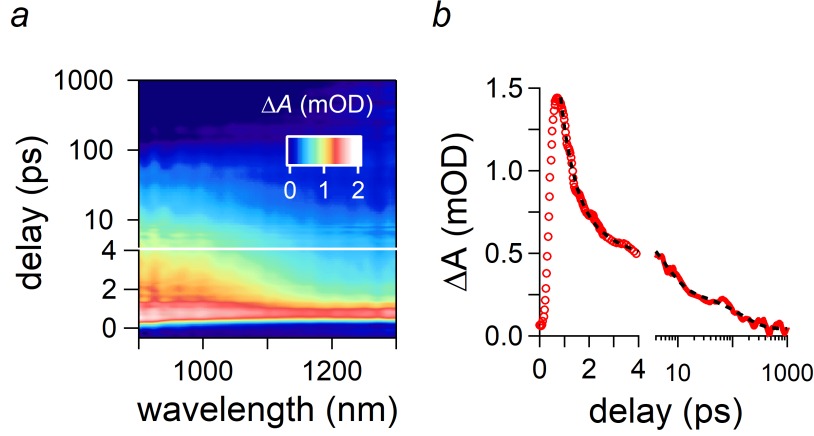 a
ΔA (mOD)
0 1 2
1000
100
10
4
2
0
delay (ps)
1000 1200
wavelength (nm)
b
1.5
1.0
0.5
0.0
ΔA (mOD)
0 2 4 10 1000
delay (ps)